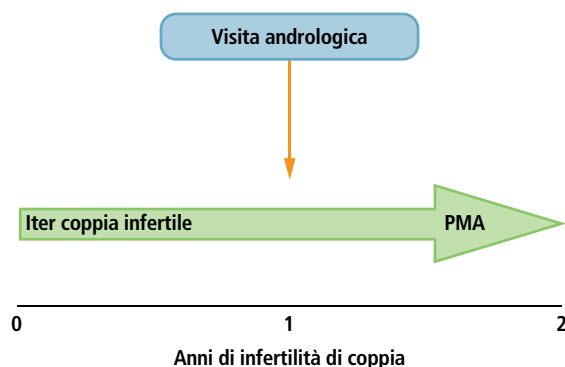 Visita andrologica
Iter coppia infertile PMA
0 1 2
Anni di infertilità di coppia